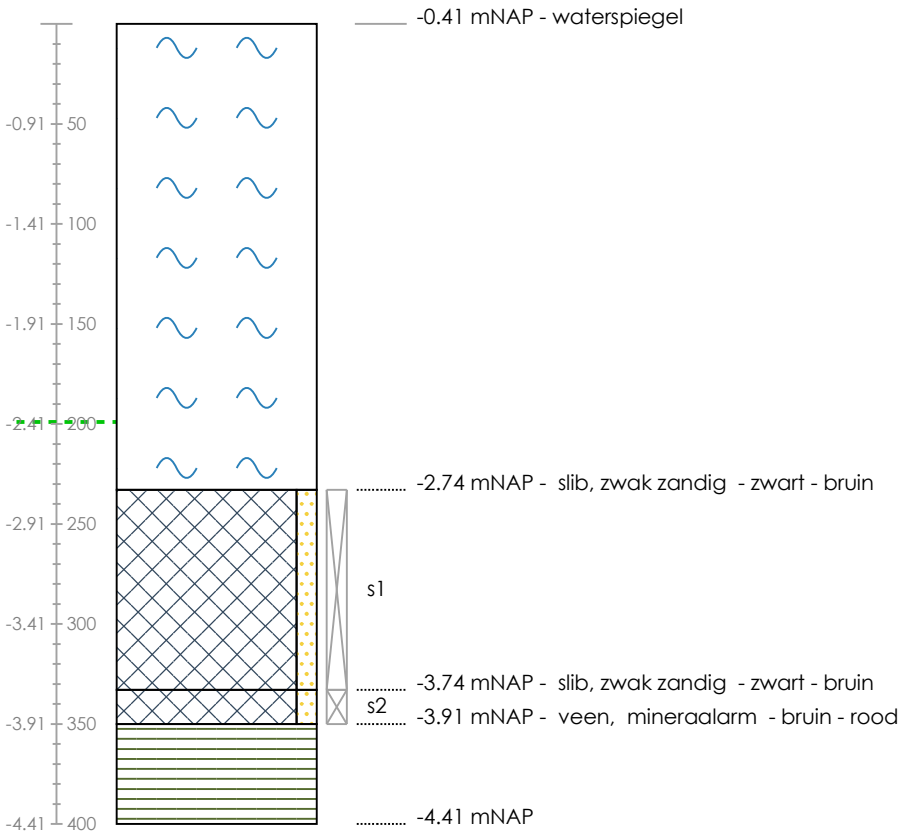 -0.41 mNAP - waterspiegel
-0.91 50
-1.41 100
-1.91 150
-2.41 200
-2.74 mNAP - slib, zwak zandig - zwart - bruin
-2.91 250
s1
-3.41 300
-3.74 mNAP - slib, zwak zandig - zwart - bruin
s2
-3.91 350
-3.91 mNAP - veen, mineraalarm - bruin - rood
-4.41 400
-4.41 mNAP